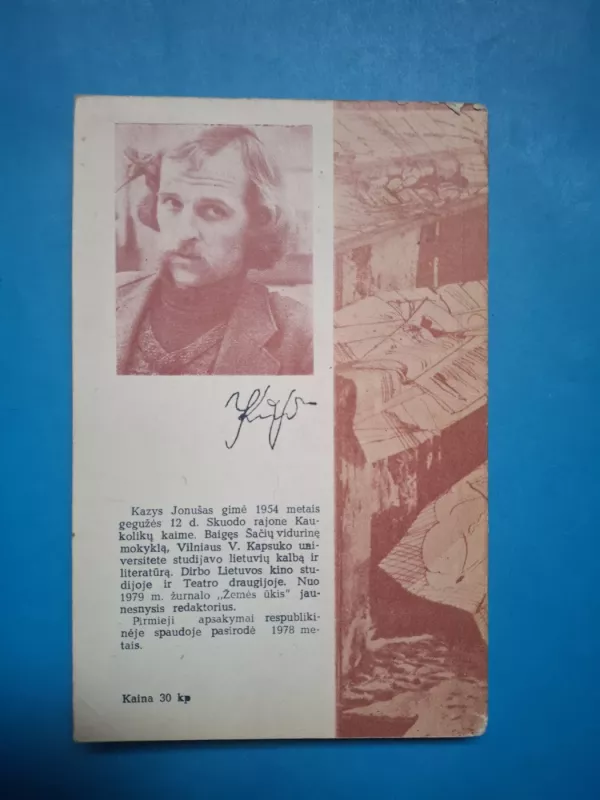 Kazys Jonušas gimė 1954 metais
gegužės 12 d. Skuodo rajone Kau-
kolikų kaime. Baigęs Šačių vidurinę
mokyklą, Vilniaus V. Kapsuko uni-
versitete studijavo lietuvių kalbą ir
literatūrą. Dirbo Lietuvos kino stu-
dijoje ir Teatro draugijoje. Nuo
1979 m. žurnalo „Žemės ūkis" jau-
nesnysis redaktorius.
Pirmieji apsakymai respubliki-
nėje spaudoje pasirodė 1978 me-
tais.
Kaina 30 kp